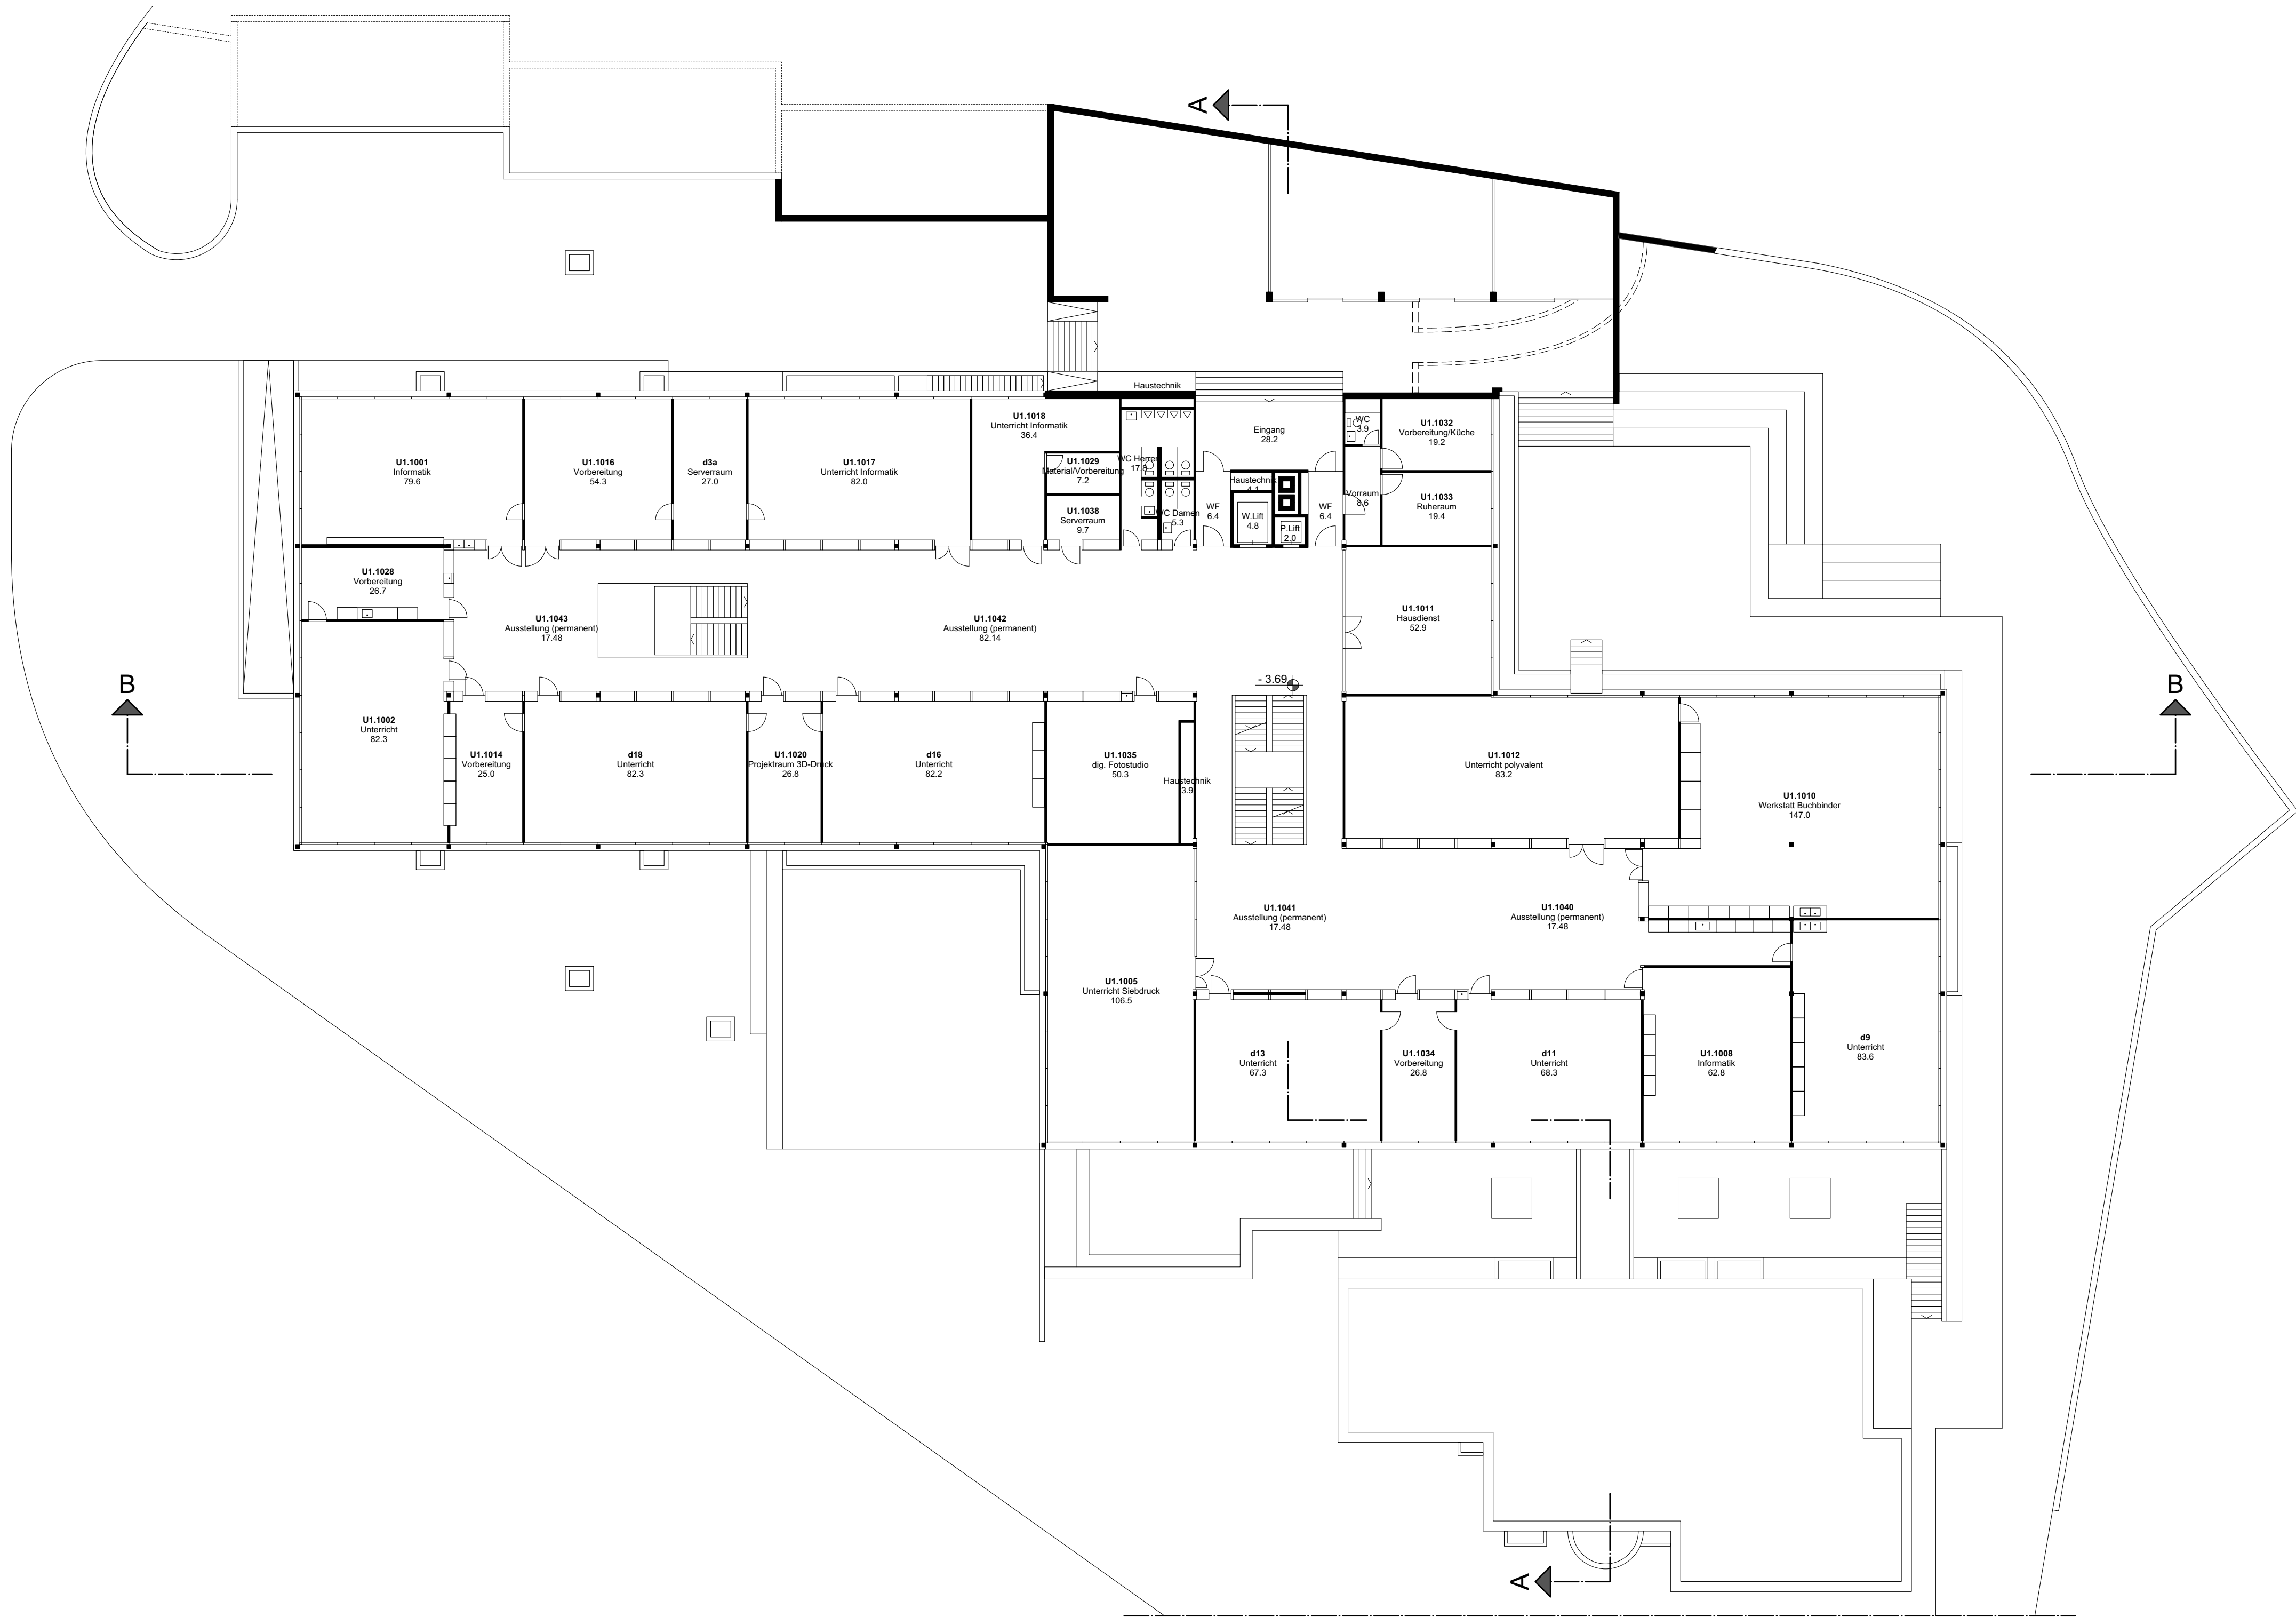 A
Haustechnik
U1.1001
Informatik
79.6
U1.1016
Vorbereitung
54.3
d3a
Serverraum
27.0
U1.1017
Unterricht Informatik
82.0
U1.1018
Unterricht Informatik
36.4
U1.1029
Material/Vorbereitung
7.2
U1.1038
Serverraum
9.7
WC Herren
17.8
WC Damen
5.3
Eingang
28.2
WF
6.4
Haustechnik
4.1
W.Lift
4.8
P.Lift
2.0
WF
6.4
WC
3.9
Vorraum
8.6
U1.1032
Vorbereitung/Küche
19.2
U1.1033
Ruheraum
19.4
U1.1028
Vorbereitung
26.7
U1.1043
Ausstellung (permanent)
17.48
U1.1042
Ausstellung (permanent)
82.14
U1.1011
Hausdienst
52.9
- 3.69
B
B
U1.1002
Unterricht
82.3
U1.1014
Vorbereitung
25.0
d18
Unterricht
82.3
U1.1020
Projektraum 3D-Druck
26.8
d16
Unterricht
82.2
U1.1035
dig. Fotostudio
50.3
Haustechnik
3.9
U1.1012
Unterricht polyvalent
83.2
U1.1010
Werkstatt Buchbinder
147.0
U1.1041
Ausstellung (permanent)
17.48
U1.1040
Ausstellung (permanent)
17.48
U1.1005
Unterricht Siebdruck
106.5
d13
Unterricht
67.3
U1.1034
Vorbereitung
26.8
d11
Unterricht
68.3
U1.1008
Informatik
62.8
d9
Unterricht
83.6
A